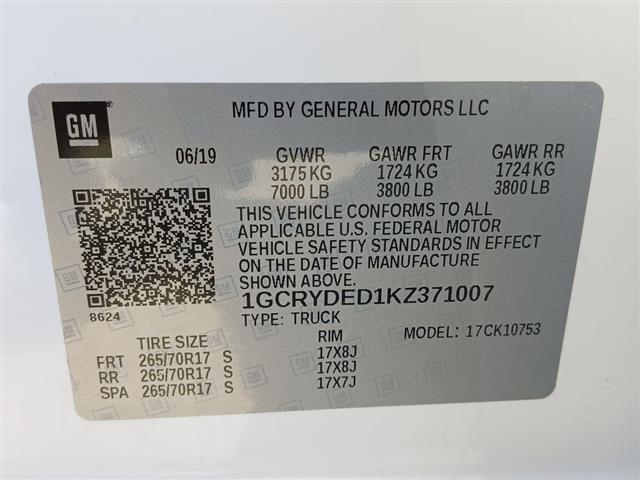 GM
MFD BY GENERAL MOTORS LLC
06/19 GVWR GAWR FRT GAWR RR
3175 KG 1724 KG 1724 KG
7000 LB 3800 LB 3800 LB
THIS VEHICLE CONFORMS TO ALL
APPLICABLE U.S. FEDERAL MOTOR
VEHICLE SAFETY STANDARDS IN EFFECT
ON THE DATE OF MANUFACTURE
SHOWN ABOVE.
8624
1GCRYDED1KZ371007
TYPE: TRUCK MODEL: 17CK10753
TIRE SIZE RIM
FRT 265/70R17 S 17X8J
RR 265/70R17 S 17X8J
SPA 265/70R17 S 17X7J